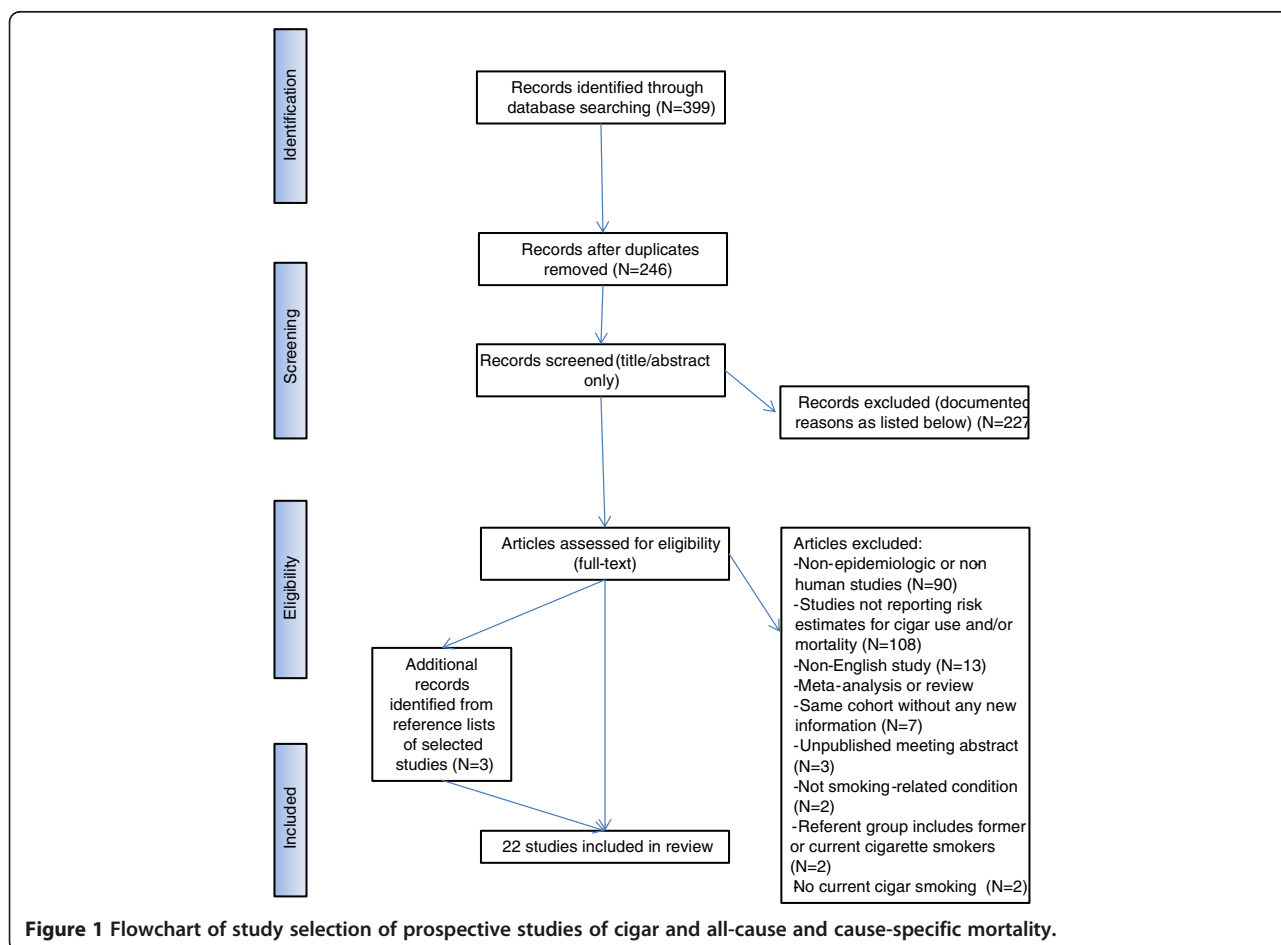 Identification
Records identified through
database searching (N=399)
Screening
Records after duplicates
removed (N=246)
Records screened (title/abstract
only)
Records excluded (documented
reasons as listed below) (N=227
Eligibility
Articles assessed for eligibility
(full-text)
Articles excluded:
-Non-epidemiologic or non-
human studies (N=90)
-Studies not reporting risk
estimates for cigar use and/or
mortality (N=108)
-Non-English study (N=13)
-Meta-analysis or review
-Same cohort without any new
information (N=7)
-Unpublished meeting abstract
(N=3)
-Not smoking-related condition
(N=2)
-Referent group includes former
or current cigarette smokers
(N=2)
-No current cigar smoking (N=2)
Additional
records
identified from
reference lists
of selected
studies (N=3)
Included
22 studies included in review
Figure 1 Flowchart of study selection of prospective studies of cigar and all-cause and cause-specific mortality.